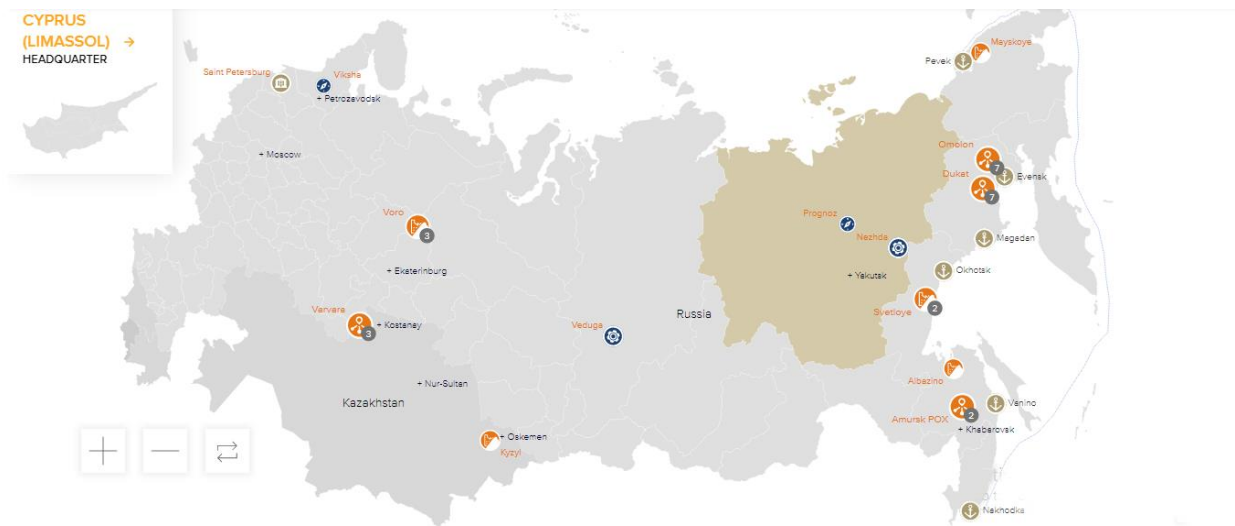 CYPRUS
(LIMASSOL) →
HEADQUARTER
Mayskoye
Pevek
Saint Petersburg
Viksha
+ Petrozavodsk
Omolon
7
+ Moscow
Dukat
Evensk
7
Voro
3
Prognoz
Nezhda
Magadan
+ Ekaterinburg
+ Yakutsk
Okhotsk
Varvara
+ Kostanay
3
Russia
Svetloye
2
Veduga
Albazino
+ Nur-Sultan
Kazakhstan
Vanino
Amursk POX
2
+ Khabarovsk
+ Oskemen
Kyzyl
Nakhodka